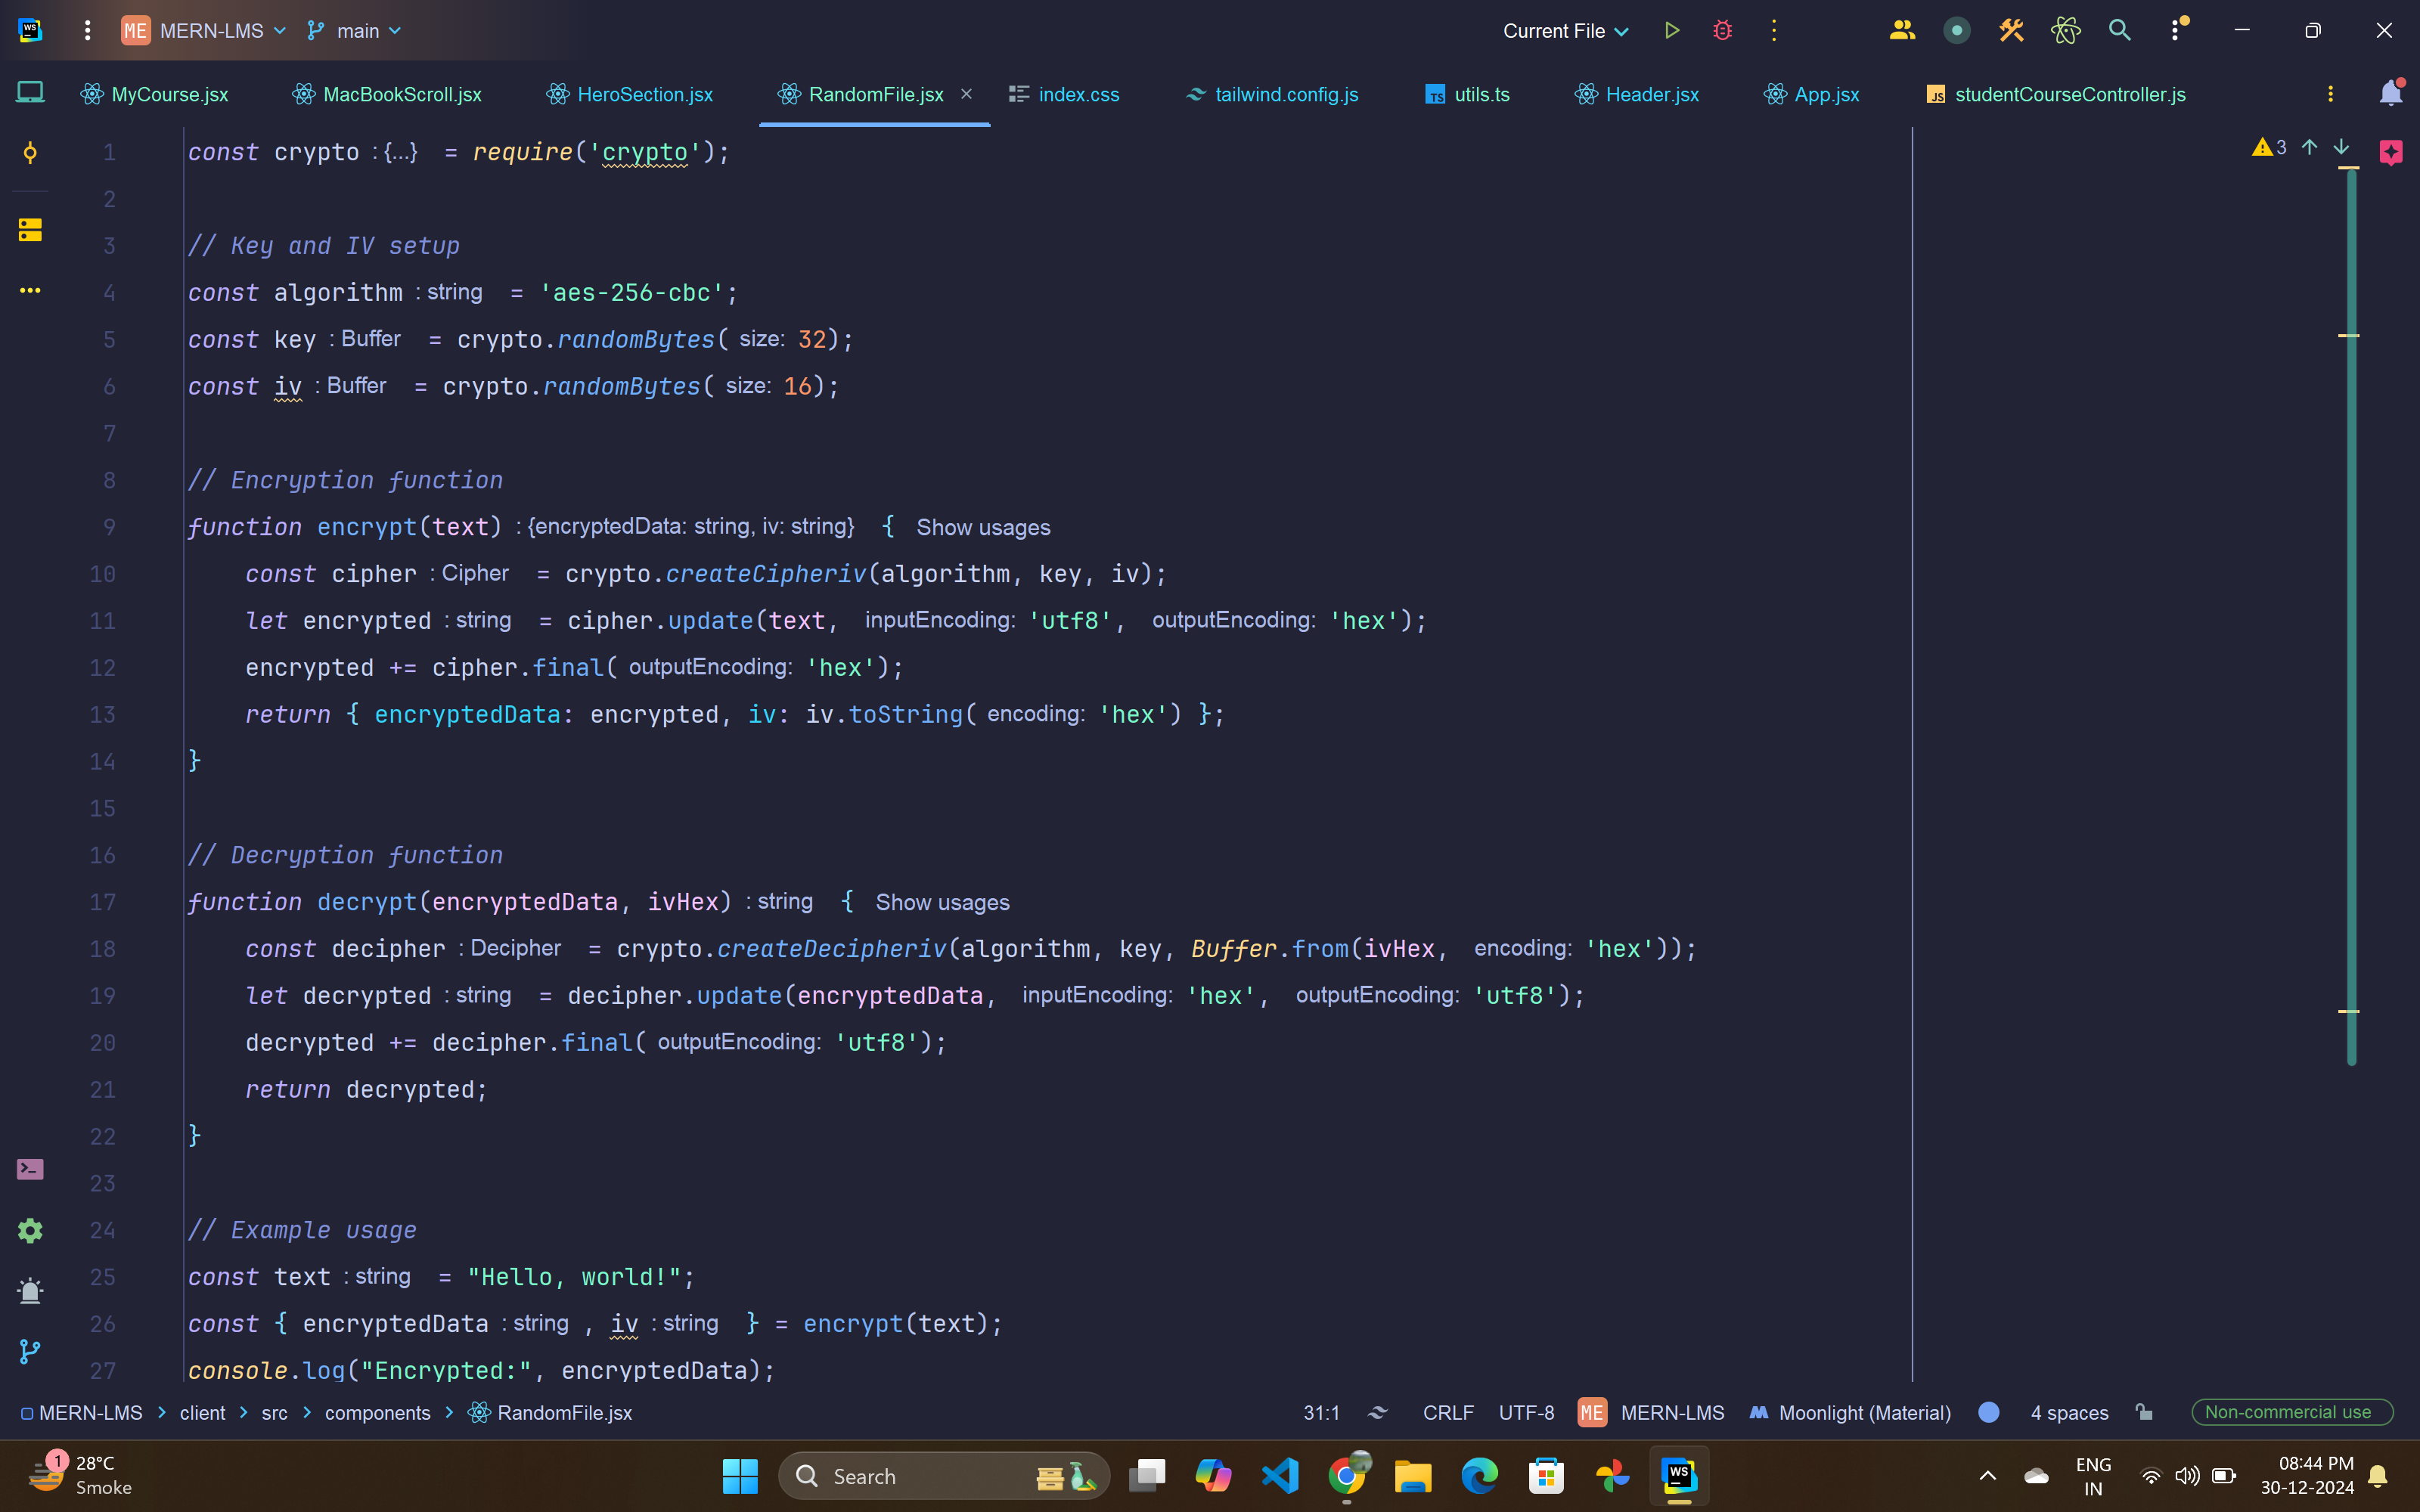 WS ME MERN-LMS main Current File
MyCourse.jsx MacBookScroll.jsx HeroSection.jsx RandomFile.jsx index.css TS tailwind.config.js utils.ts Header.jsx App.jsx JS studentCourseController.js
3
1 const crypto : {...} = require('crypto');
2
3 // Key and IV setup
4 const algorithm : string = 'aes-256-cbc';
5 const key : Buffer = crypto.randomBytes( size: 32);
6 const iv : Buffer = crypto.randomBytes( size: 16);
7
8 // Encryption function
9 function encrypt(text) : {encryptedData: string, iv: string} { Show usages
10 const cipher : Cipher = crypto.createCipheriv(algorithm, key, iv);
11 let encrypted : string = cipher.update(text, inputEncoding: 'utf8', outputEncoding: 'hex');
12 encrypted += cipher.final( outputEncoding: 'hex');
13 return { encryptedData: encrypted, iv: iv.toString( encoding: 'hex') };
14 }
15
16 // Decryption function
17 function decrypt(encryptedData, ivHex) : string { Show usages
18 const decipher : Decipher = crypto.createDecipheriv(algorithm, key, Buffer.from(ivHex, encoding: 'hex'));
19 let decrypted : string = decipher.update(encryptedData, inputEncoding: 'hex', outputEncoding: 'utf8');
20 decrypted += decipher.final( outputEncoding: 'utf8');
21 return decrypted;
22 }
23
24 // Example usage
25 const text : string = "Hello, world!";
26 const { encryptedData : string , iv : string } = encrypt(text);
27 console.log("Encrypted:", encryptedData);
MERN-LMS > client > src > components > RandomFile.jsx 31:1 CRLF UTF-8 ME MERN-LMS Moonlight (Material) 4 spaces Non-commercial use
1 28°C Search WS ENG 08:44 PM
Smoke IN 30-12-2024